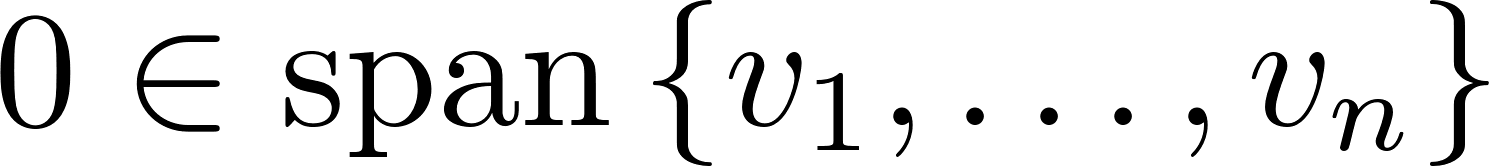 0 ∈ span {v₁, . . . , vₙ}